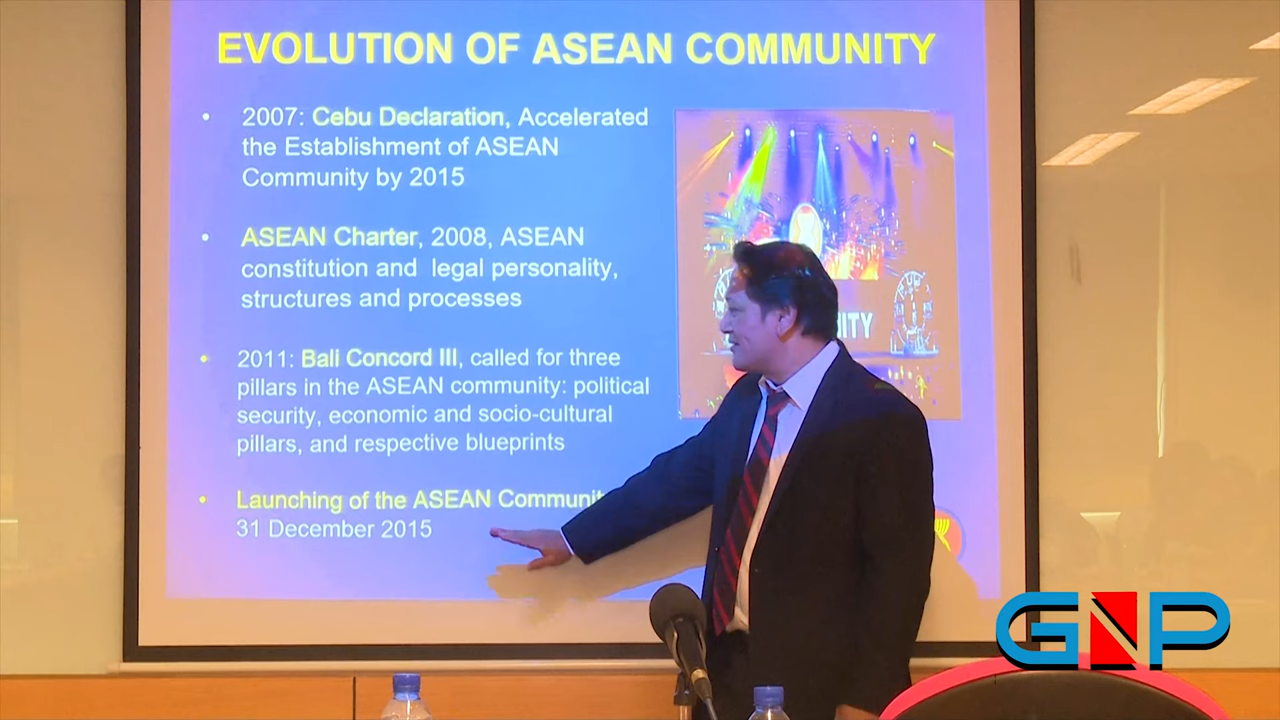 EVOLUTION OF ASEAN COMMUNITY
• 2007: Cebu Declaration, Accelerated
the Establishment of ASEAN
Community by 2015
• ASEAN Charter, 2008, ASEAN
constitution and legal personality,
structures and processes
• 2011: Bali Concord III, called for three
pillars in the ASEAN community: political
security, economic and socio-cultural
pillars, and respective blueprints
• Launching of the ASEAN Communit
31 December 2015
NITY
GNP